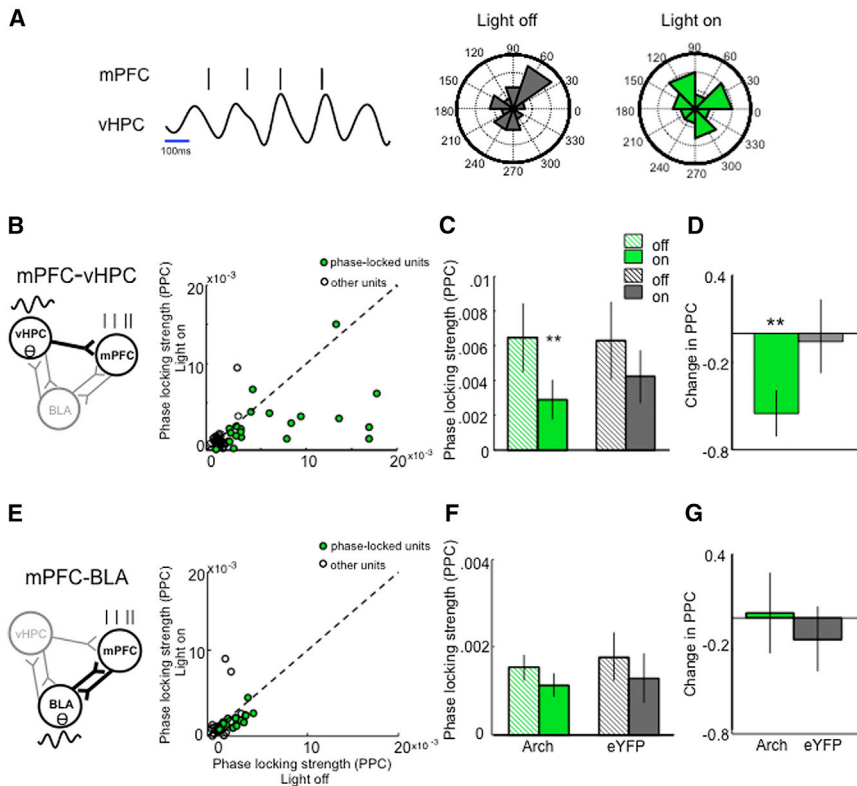 A
Light off
Light on
mPFC
vHPC
100ms
90
120 60
150 30
180 0
210 330
240 300
270
90
120 60
150 30
180 0
210 330
240 300
270
B
mPFC-vHPC
vHPC
Θ
mPFC
BLA
Phase locking strength (PPC)
Light on
×10⁻³
20
10
0
0 10 20 ×10⁻³
phase-locked units
other units
C
off
on
off
on
Phase locking strength (PPC)
.01
.008
.006
.004
.002
0
**
D
Change in PPC
0.4
-0.2
-0.8
**
E
mPFC-BLA
vHPC
mPFC
BLA
Θ
Phase locking strength (PPC)
Light on
×10⁻³
20
10
0
0 10 20 ×10⁻³
Phase locking strength (PPC)
Light off
phase-locked units
other units
F
Phase locking strength (PPC)
.004
.002
0
Arch eYFP
G
Change in PPC
0.4
-0.2
-0.8
Arch eYFP